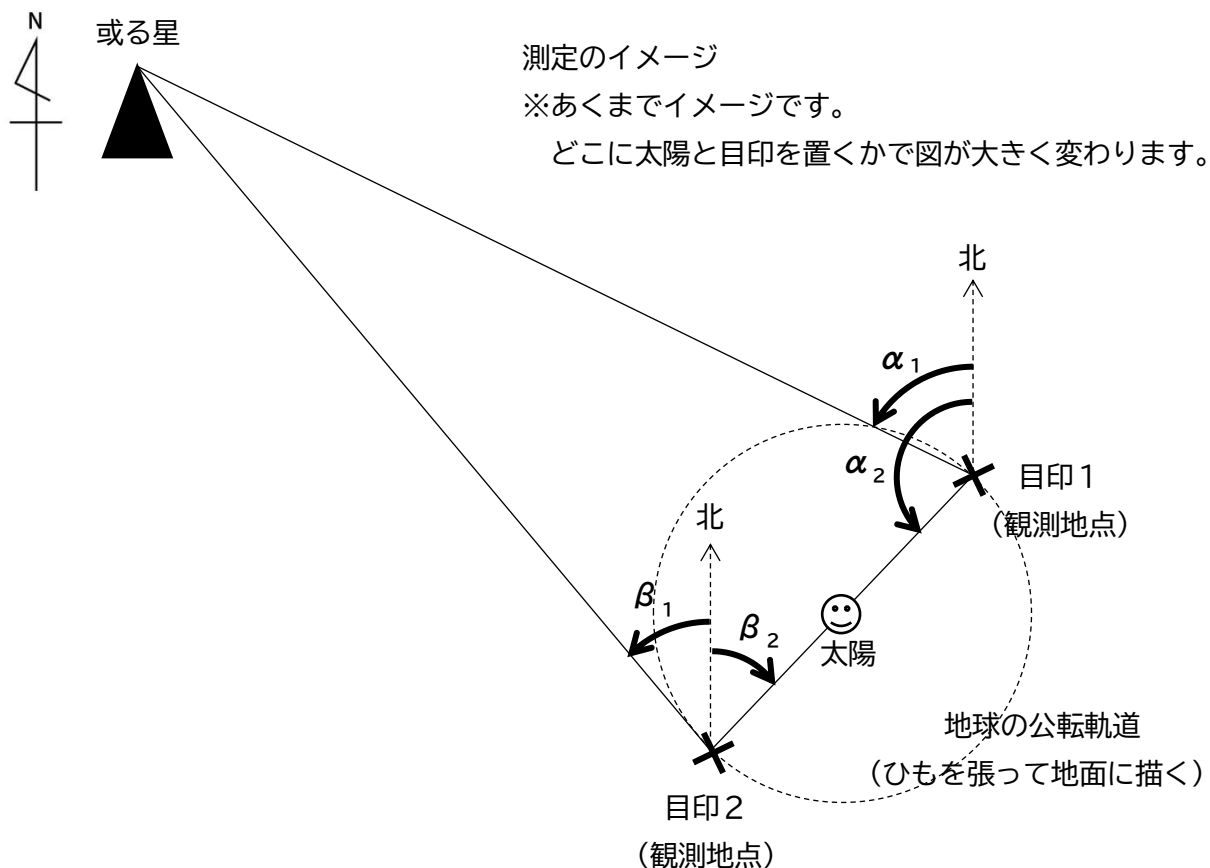 N
或る星
測定のイメージ
※あくまでイメージです。
どこに太陽と目印を置くかで図が大きく変わります。
北
α₁
α₂
目印1
(観測地点)
北
β₁
β₂
太陽
地球の公転軌道
(ひもを張って地面に描く)
目印2
(観測地点)